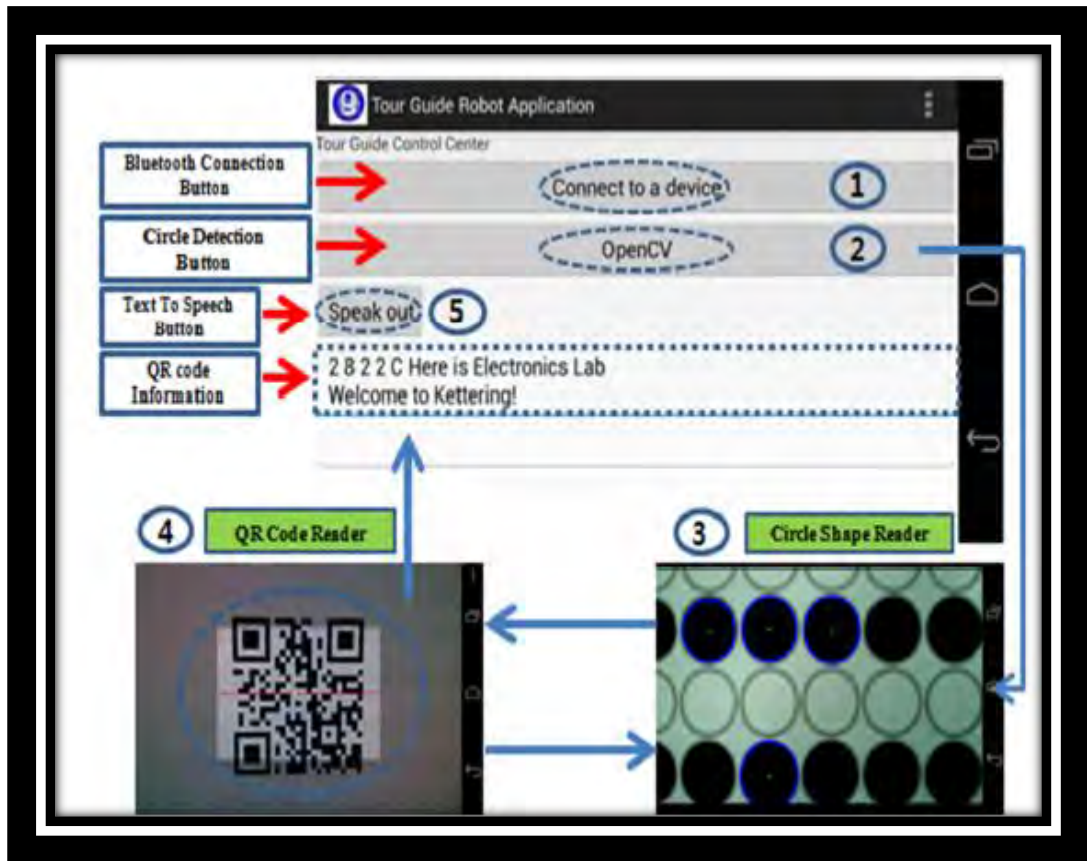 Tour Guide Robot Application
Tour Guide Control Center
Bluetooth Connection
Button
Connect to a device
1
Circle Detection
Button
OpenCV
2
Text To Speech
Button
Speak out
5
QR code
Information
2 8 2 2 C Here is Electronics Lab
Welcome to Kettering!
4
QR Code Reader
3
Circle Shape Reader